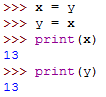 >>> x = y
>>> y = x
>>> print(x)
13
>>> print(y)
13